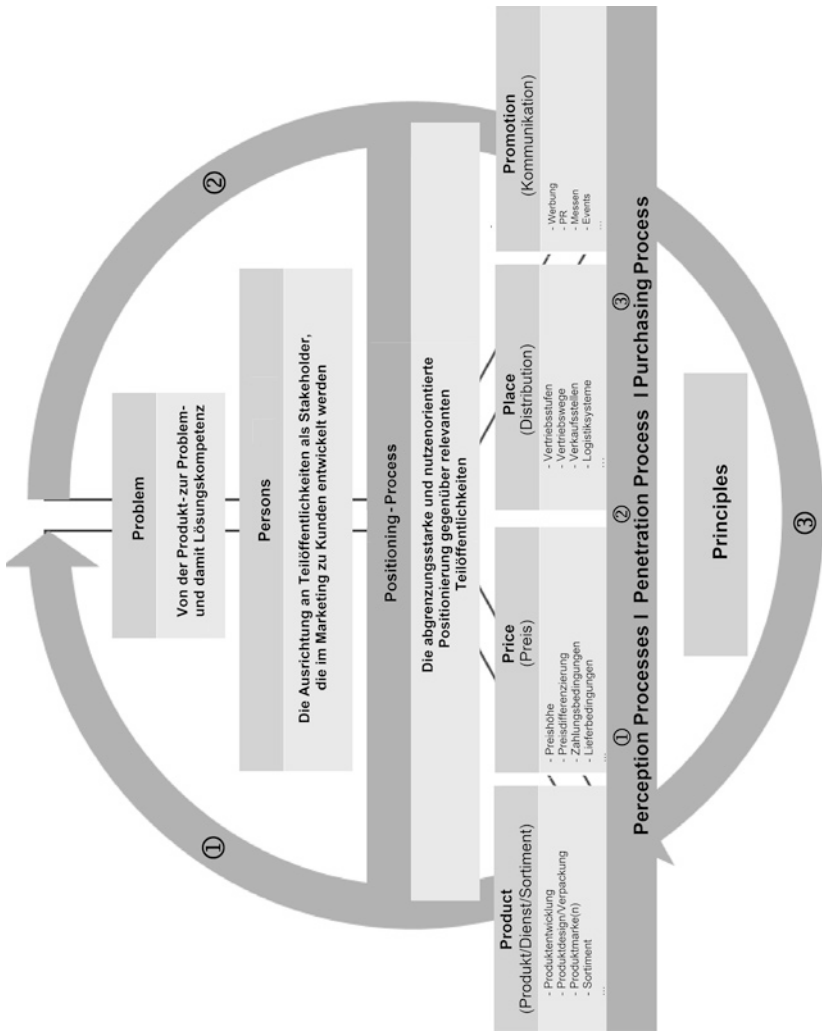 ①
②
Problem
Von der Produkt-zur Problem-
und damit Lösungskompetenz
Persons
Die Ausrichtung an Teilöffentlichkeiten als Stakeholder,
die im Marketing zu Kunden entwickelt werden
Positioning-Process
Die abgrenzungsstarke und nutzenorientierte
Positionierung gegenüber relevanten
Teilöffentlichkeiten
Product
(Produkt/Dienst/Sortiment)
- Produktentwicklung
- Produktdesign/Verpackung
- Produktmarke(n)
- Sortiment
...
Price
(Preis)
- Preishöhe
- Preisdifferenzierung
- Zahlungsbedingungen
- Lieferbedingungen
...
Place
(Distribution)
- Vertriebsstufen
- Vertriebswege
- Verkaufsstellen
- Logistiksysteme
...
Promotion
(Kommunikation)
- Werbung
- PR
- Messen
- Events
...
① ② ③
Perception Processes I Penetration Process I Purchasing Process
Principles
③